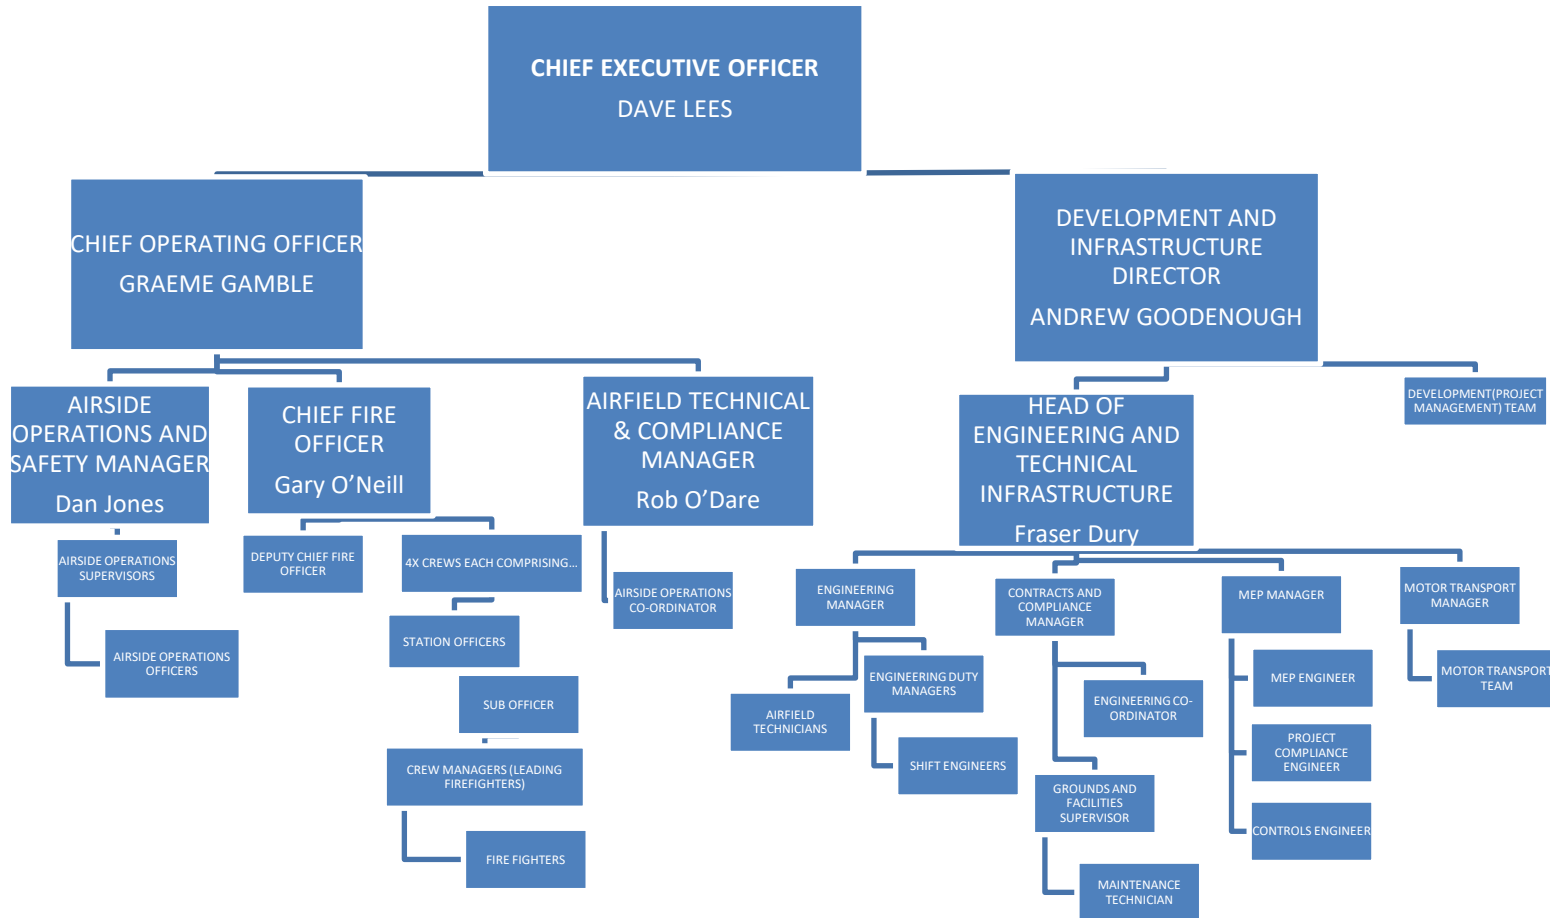 CHIEF EXECUTIVE OFFICER
DAVE LEES
CHIEF OPERATING OFFICER
GRAEME GAMBLE
DEVELOPMENT AND
INFRASTRUCTURE
DIRECTOR
ANDREW GOODENOUGH
AIRSIDE
OPERATIONS AND
SAFETY MANAGER
Dan Jones
CHIEF FIRE
OFFICER
Gary O’Neill
AIRFIELD TECHNICAL
& COMPLIANCE
MANAGER
Rob O’Dare
HEAD OF
ENGINEERING AND
TECHNICAL
INFRASTRUCTURE
Fraser Dury
DEVELOPMENT(PROJECT
MANAGEMENT) TEAM
AIRSIDE OPERATIONS
SUPERVISORS
AIRSIDE OPERATIONS
OFFICERS
DEPUTY CHIEF FIRE
OFFICER
4X CREWS EACH COMPRISING…
STATION OFFICERS
SUB OFFICER
CREW MANAGERS (LEADING
FIREFIGHTERS)
FIRE FIGHTERS
AIRSIDE OPERATIONS
CO-ORDINATOR
ENGINEERING
MANAGER
AIRFIELD
TECHNICIANS
ENGINEERING DUTY
MANAGERS
SHIFT ENGINEERS
CONTRACTS AND
COMPLIANCE
MANAGER
ENGINEERING CO-
ORDINATOR
GROUNDS AND
FACILITIES
SUPERVISOR
MAINTENANCE
TECHNICIAN
MEP MANAGER
MEP ENGINEER
PROJECT
COMPLIANCE
ENGINEER
CONTROLS ENGINEER
MOTOR TRANSPORT
MANAGER
MOTOR TRANSPORT
TEAM